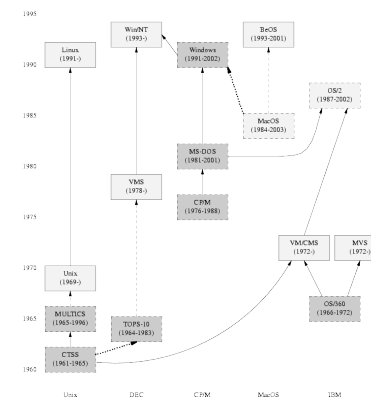 1995
Win/NT
(1993-)
BeOS
(1993-2001)
Linux
(1991-)
Windows
(1991-2002)
1990
OS/2
(1987-2002)
1985
MacOS
(1984-2003)
MS-DOS
(1981-2001)
1980
VMS
(1978-)
CP/M
(1976-1988)
1975
VM/CMS
(1972-)
MVS
(1972-)
1970
Unix
(1969-)
OS/360
(1966-1972)
MULTICS
(1965-1996)
1965
TOPS-10
(1964-1983)
CTSS
(1961-1965)
1960
Unix DEC CP/M MacOS IBM